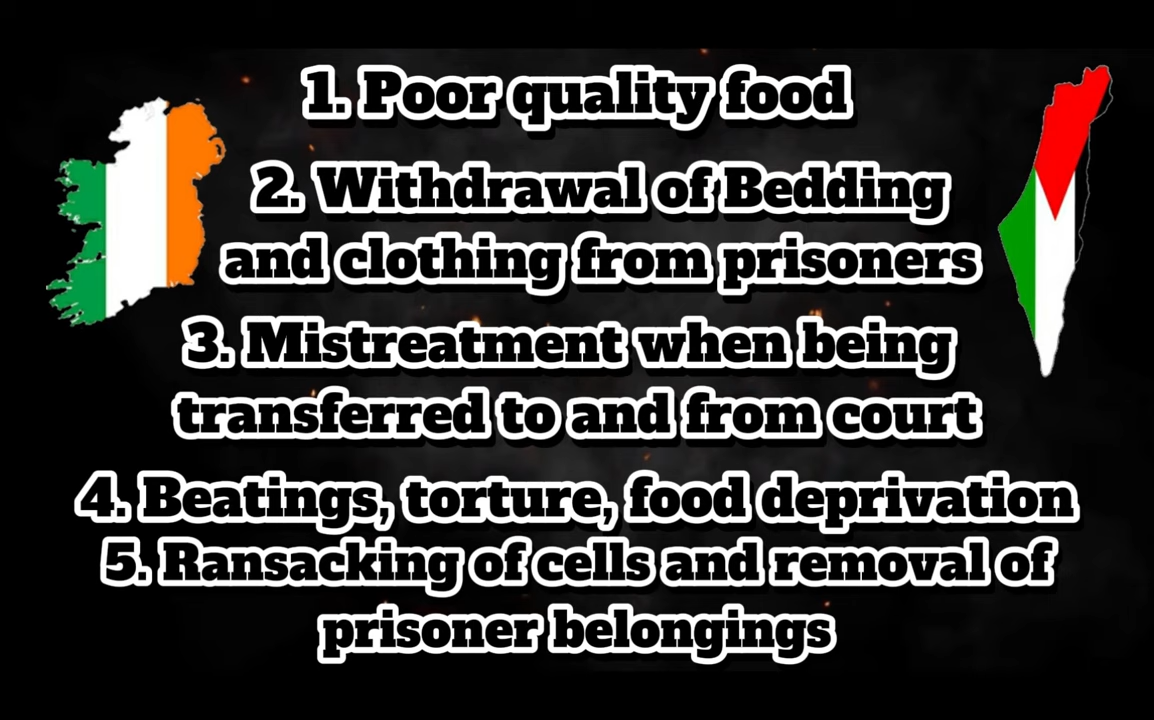 1. Poor quality food
2. Withdrawal of Bedding
and clothing from prisoners
3. Mistreatment when being
transferred to and from court
4. Beatings, torture, food deprivation
5. Ransacking of cells and removal of
prisoner belongings